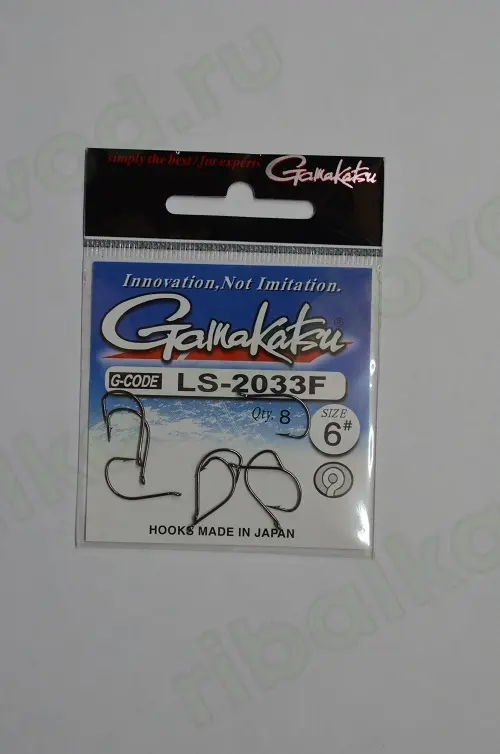 simply the best / for experts
Gamakatsu
Innovation, Not Imitation.
Gamakatsu®
G-CODE LS-2033F
Qty. 8
SIZE
6#
HOOKS MADE IN JAPAN